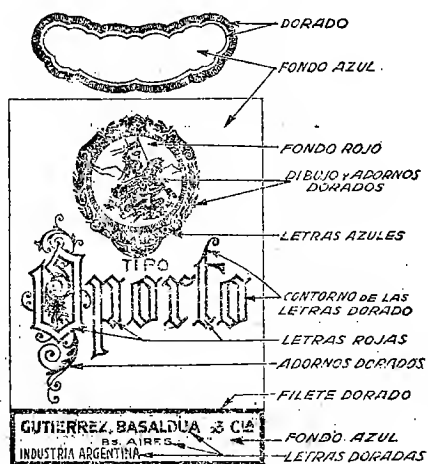 DORADO
FONDO AZUL.
FONDO ROJO
DIBUJO Y ADORNOS
DORADOS
LETRAS AZULES
TIPO
Oporto
CONTORNO DE LAS
LETRAS DORADO
LETRAS ROJAS
ADORNOS DORADOS
FILETE DORADO
GUTIERREZ, BASALDUA & CIA
BS. AIRES
INDUSTRIA ARGENTINA
FONDO AZUL
LETRAS DORADAS